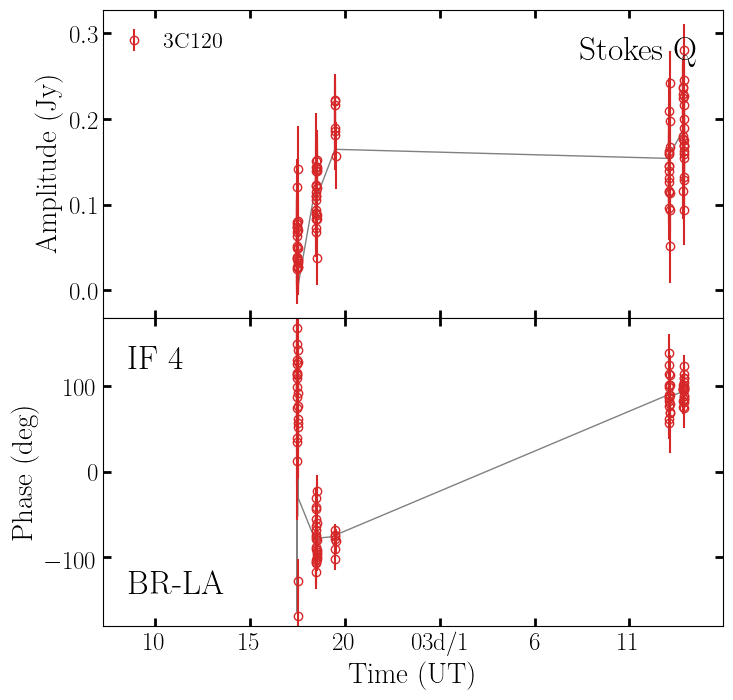 3C120
Stokes Q
0.3
0.2
0.1
0.0
Amplitude (Jy)
IF 4
100
0
−100
Phase (deg)
BR-LA
10 15 20 03d/1 6 11
Time (UT)